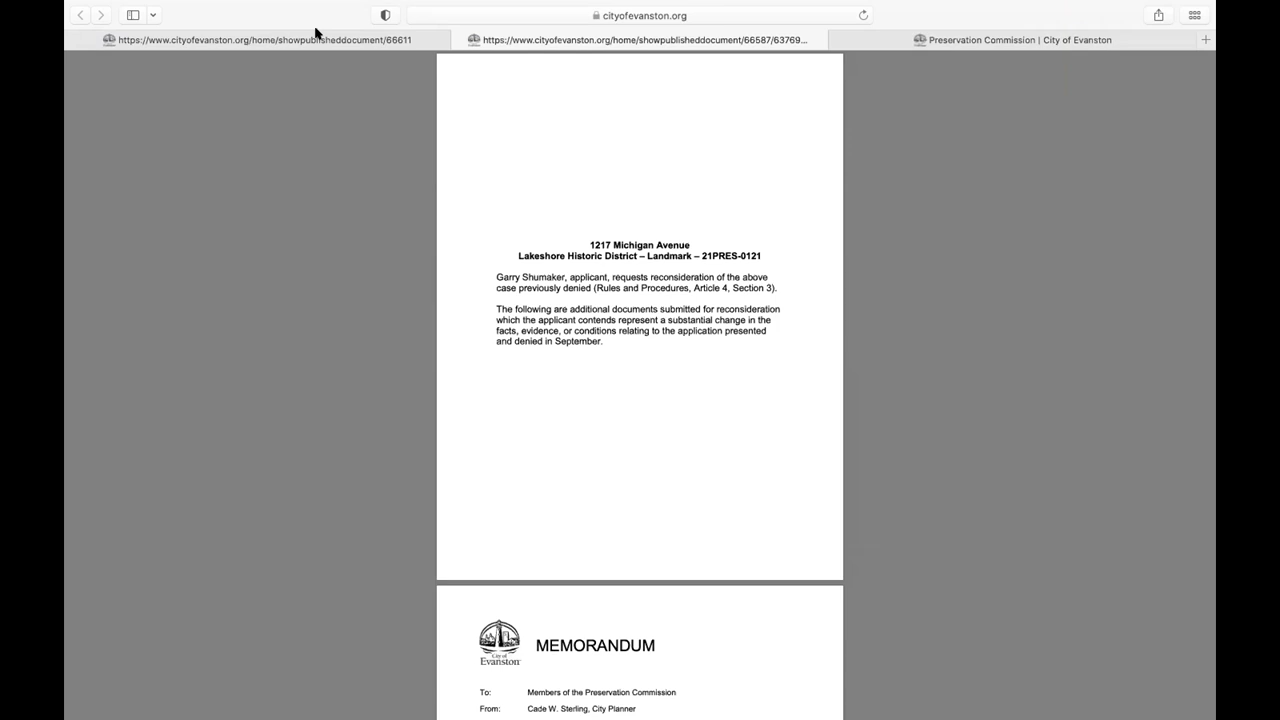 cityofevanston.org
https://www.cityofevanston.org/home/showpublisheddocument/66611
https://www.cityofevanston.org/home/showpublisheddocument/66587/63769...
Preservation Commission | City of Evanston
1217 Michigan Avenue
Lakeshore Historic District – Landmark – 21PRES-0121
Garry Shumaker, applicant, requests reconsideration of the above
case previously denied (Rules and Procedures, Article 4, Section 3).
The following are additional documents submitted for reconsideration
which the applicant contends represent a substantial change in the
facts, evidence, or conditions relating to the application presented
and denied in September.
City of
Evanston
MEMORANDUM
To: Members of the Preservation Commission
From: Cade W. Sterling, City Planner